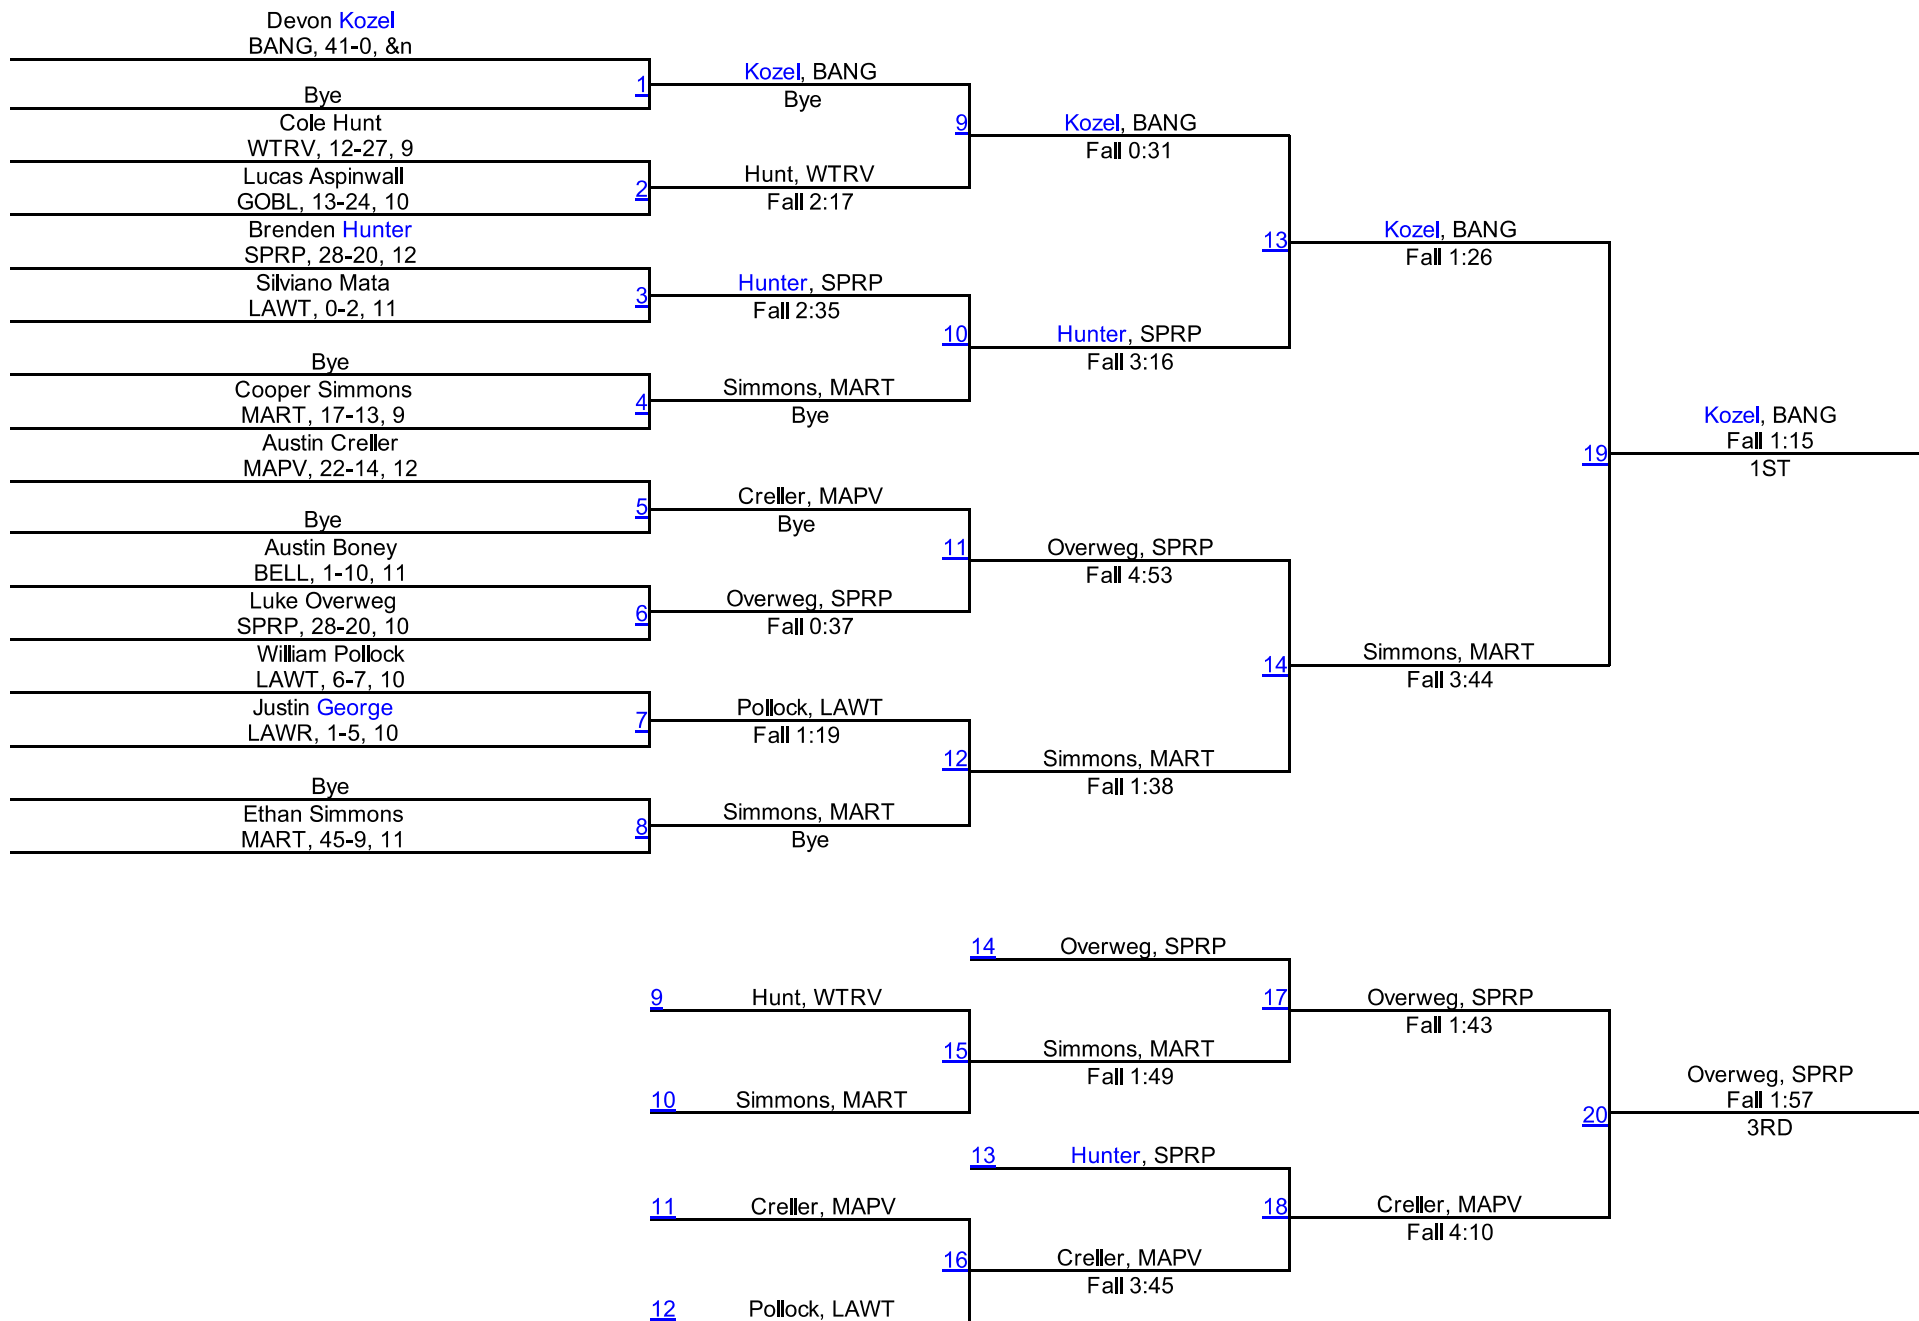 Devon Kozel
BANG, 41-0, &n
Bye
Cole Hunt
WTRV, 12-27, 9
Lucas Aspinwall
GOBL, 13-24, 10
Brenden Hunter
SPRP, 28-20, 12
Silviano Mata
LAWT, 0-2, 11
Bye
Cooper Simmons
MART, 17-13, 9
Austin Creller
MAPV, 22-14, 12
Bye
Austin Boney
BELL, 1-10, 11
Luke Overweg
SPRP, 28-20, 10
William Pollock
LAWT, 6-7, 10
Justin George
LAWR, 1-5, 10
Bye
Ethan Simmons
MART, 45-9, 11
1
2
3
4
5
6
7
8
Kozel, BANG
Bye
Hunt, WTRV
Fall 2:17
Hunter, SPRP
Fall 2:35
Simmons, MART
Bye
Creller, MAPV
Bye
Overweg, SPRP
Fall 0:37
Pollock, LAWT
Fall 1:19
Simmons, MART
Bye
9
10
11
12
Kozel, BANG
Fall 0:31
Hunter, SPRP
Fall 3:16
Overweg, SPRP
Fall 4:53
Simmons, MART
Fall 1:38
13
14
Kozel, BANG
Fall 1:26
Simmons, MART
Fall 3:44
19
Kozel, BANG
Fall 1:15
1ST
9 Hunt, WTRV
10 Simmons, MART
11 Creller, MAPV
12 Pollock, LAWT
15
16
14 Overweg, SPRP
Simmons, MART
Fall 1:49
13 Hunter, SPRP
Creller, MAPV
Fall 3:45
17
18
Overweg, SPRP
Fall 1:43
Creller, MAPV
Fall 4:10
20
Overweg, SPRP
Fall 1:57
3RD